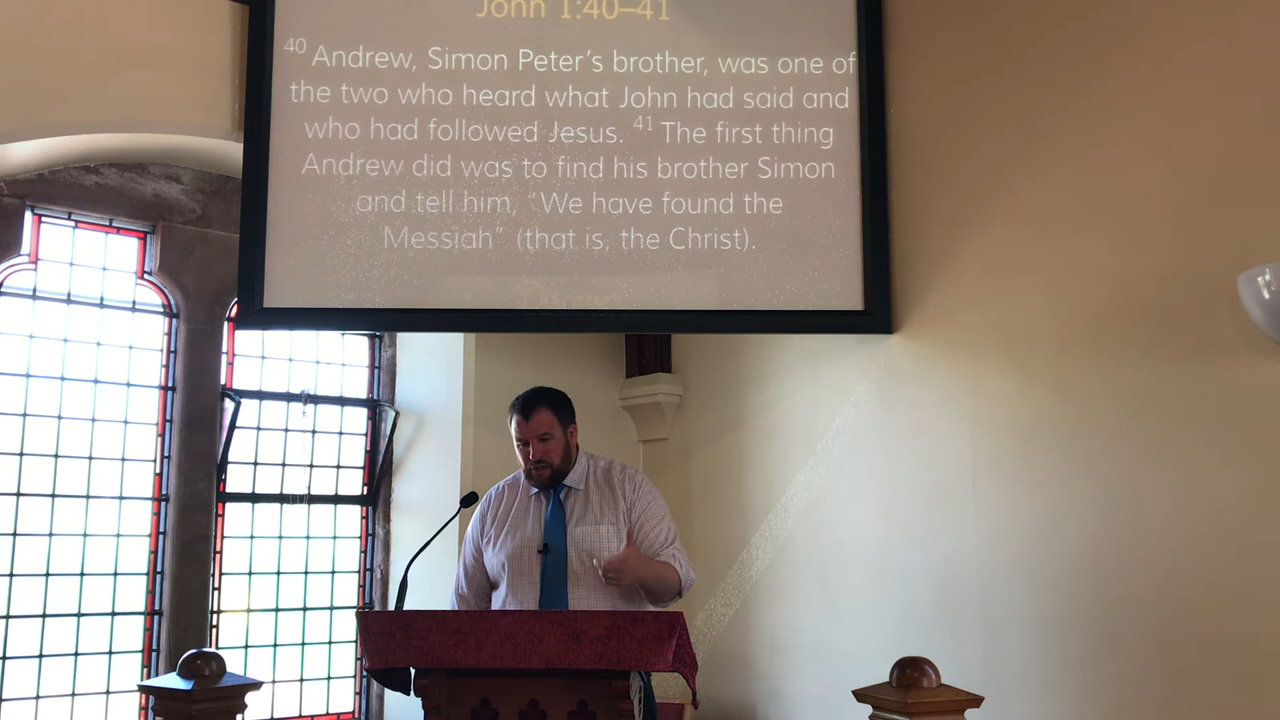 John 1:40–41
40 Andrew, Simon Peter’s brother, was one of
the two who heard what John had said and
who had followed Jesus. 41 The first thing
Andrew did was to find his brother Simon
and tell him, “We have found the
Messiah” (that is, the Christ).